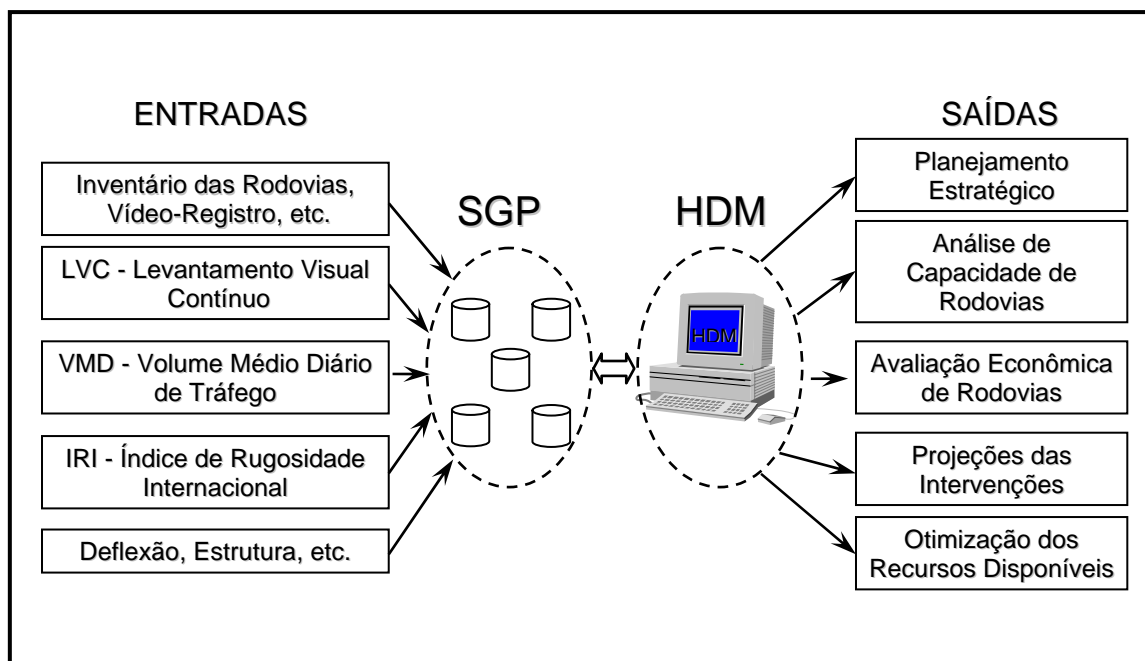 ENTRADAS
Inventário das Rodovias,
Vídeo-Registro, etc.
LVC - Levantamento Visual
Contínuo
VMD - Volume Médio Diário
de Tráfego
IRI - Índice de Rugosidade
Internacional
Deflexão, Estrutura, etc.
SGP
HDM
HDM
SAÍDAS
Planejamento
Estratégico
Análise de
Capacidade de
Rodovias
Avaliação Econômica
de Rodovias
Projeções das
Intervenções
Otimização dos
Recursos Disponíveis